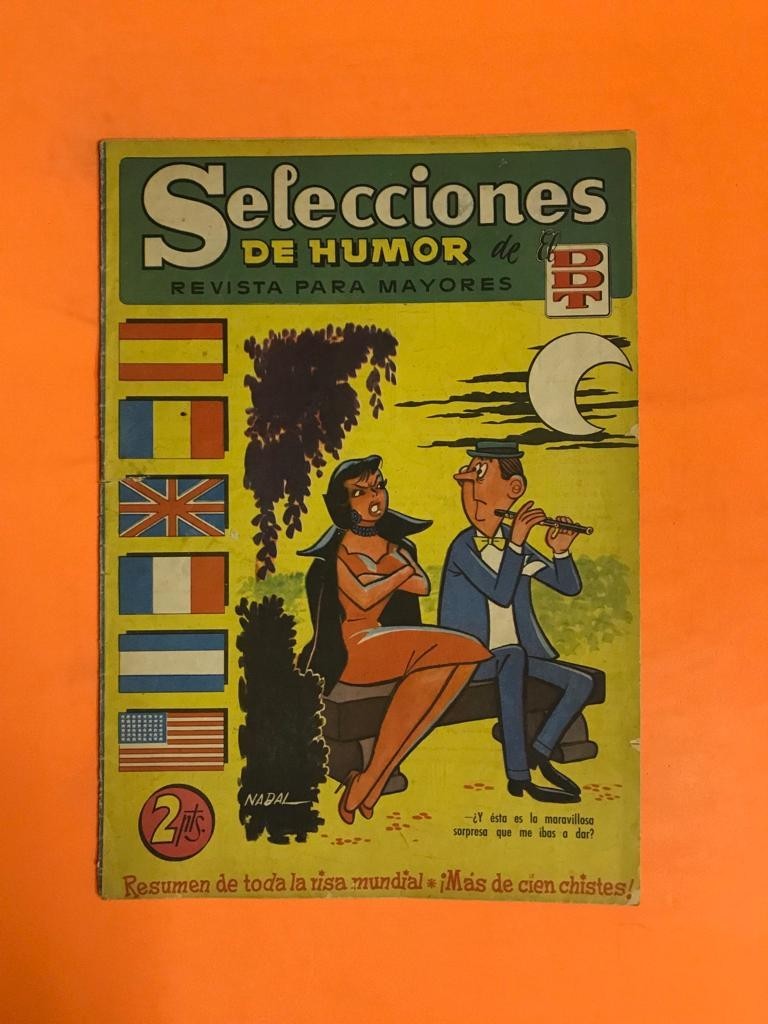 Selecciones
DE HUMOR de El DDT
REVISTA PARA MAYORES
NADAL
2 pts.
—¿Y ésta es la maravillosa
sorpresa que me ibas a dar?
Resumen de toda la risa mundial * ¡Más de cien chistes!